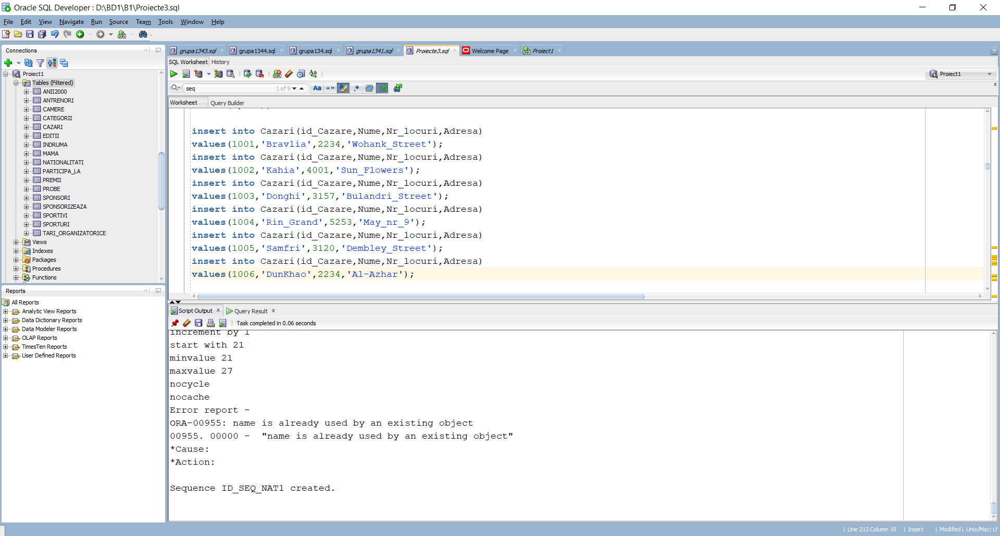 Oracle SQL Developer : D:\BD1\B1\Proiecte3.sql
File Edit View Navigate Run Source Team Tools Window Help
Connections
Proiect1
Tables (Filtered)
ANII2000
ANTRENORI
CAMERE
CATEGORII
CAZARI
EDITII
INDRUMA
MAMA
NATIONALITATI
PARTICIPA_LA
PREMII
PROBE
SPONSORI
SPONSORIZEAZA
SPORTIVI
SPORTURI
TARI_ORGANIZATORICE
Views
Indexes
Packages
Procedures
Functions
Reports
All Reports
Analytic View Reports
Data Dictionary Reports
Data Modeler Reports
OLAP Reports
TimesTen Reports
User Defined Reports
grupa1343.sql grupa1344.sql grupa134.sql grupa1341.sql Proiecte3.sql Welcome Page Proiect1
SQL Worksheet History
Proiect1
seq 1 of 9
Worksheet Query Builder
insert into Cazari(id_Cazare,Nume,Nr_locuri,Adresa)
values(1001,'Bravlia',2234,'Wohank_Street');
insert into Cazari(id_Cazare,Nume,Nr_locuri,Adresa)
values(1002,'Kahia',4001,'Sun_Flowers');
insert into Cazari(id_Cazare,Nume,Nr_locuri,Adresa)
values(1003,'Donghi',3157,'Bulandri_Street');
insert into Cazari(id_Cazare,Nume,Nr_locuri,Adresa)
values(1004,'Rin_Grand',5253,'May_nr_9');
insert into Cazari(id_Cazare,Nume,Nr_locuri,Adresa)
values(1005,'Samfri',3120,'Dembley_Street');
insert into Cazari(id_Cazare,Nume,Nr_locuri,Adresa)
values(1006,'DunKhao',2234,'Al-Azhar');
Script Output Query Result
Task completed in 0.06 seconds
increment by 1
start with 21
minvalue 21
maxvalue 27
nocycle
nocache
Error report -
ORA-00955: name is already used by an existing object
00955. 00000 -  "name is already used by an existing object"
*Cause:
*Action:
Sequence ID_SEQ_NAT1 created.
Line 213 Column 19 | Insert | Modified | Unix/Mac: LF